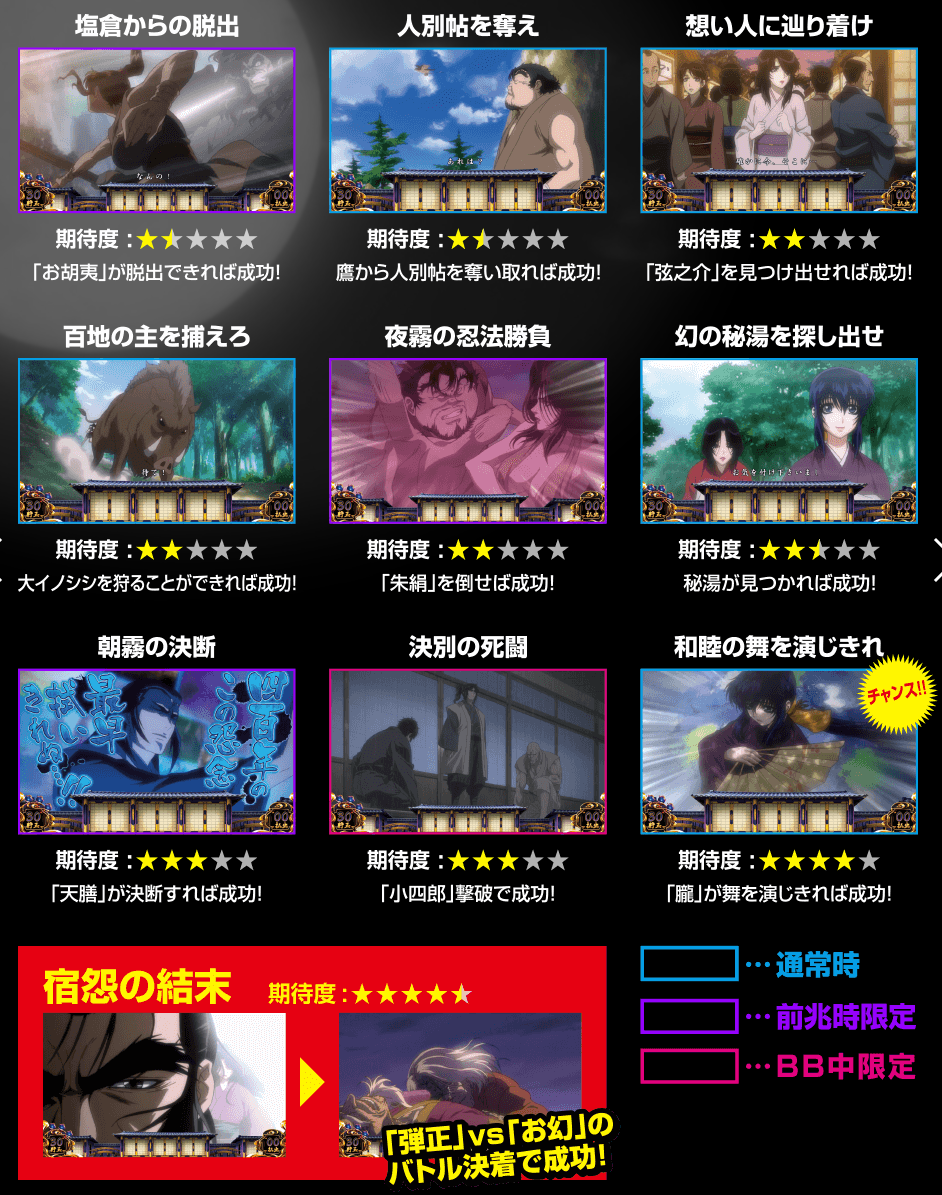 塩倉からの脱出
人別帖を奪え
想い人に辿り着け
なんの!
あれは?
期待度:★★★★★
期待度:★★★★★
期待度:★★★★★
「お胡夷」が脱出できれば成功!
鷹から人別帖を奪い取れば成功!
「弦之介」を見つけ出せれば成功!
百地の主を捕えろ
夜霧の忍法勝負
幻の秘湯を探し出せ
待て!
お気を付け下さいま
期待度:★★★★★
期待度:★★★★★
期待度:★★★★★
大イノシシを狩ることができれば成功!
「朱絹」を倒せば成功!
秘湯が見つかれば成功!
朝霧の決断
決別の死闘
和睦の舞を演じきれ
チャンス!!
四百年の
この怨念
最早
拭い
きれぬ…!!
期待度:★★★★★
期待度:★★★★★
期待度:★★★★★
「天膳」が決断すれば成功!
「小四郎」撃破で成功!
「朧」が舞を演じきれば成功!
宿怨の結末
期待度:★★★★★
「弾正」vs「お幻」の
バトル決着で成功!
…通常時
…前兆時限定
…BB中限定